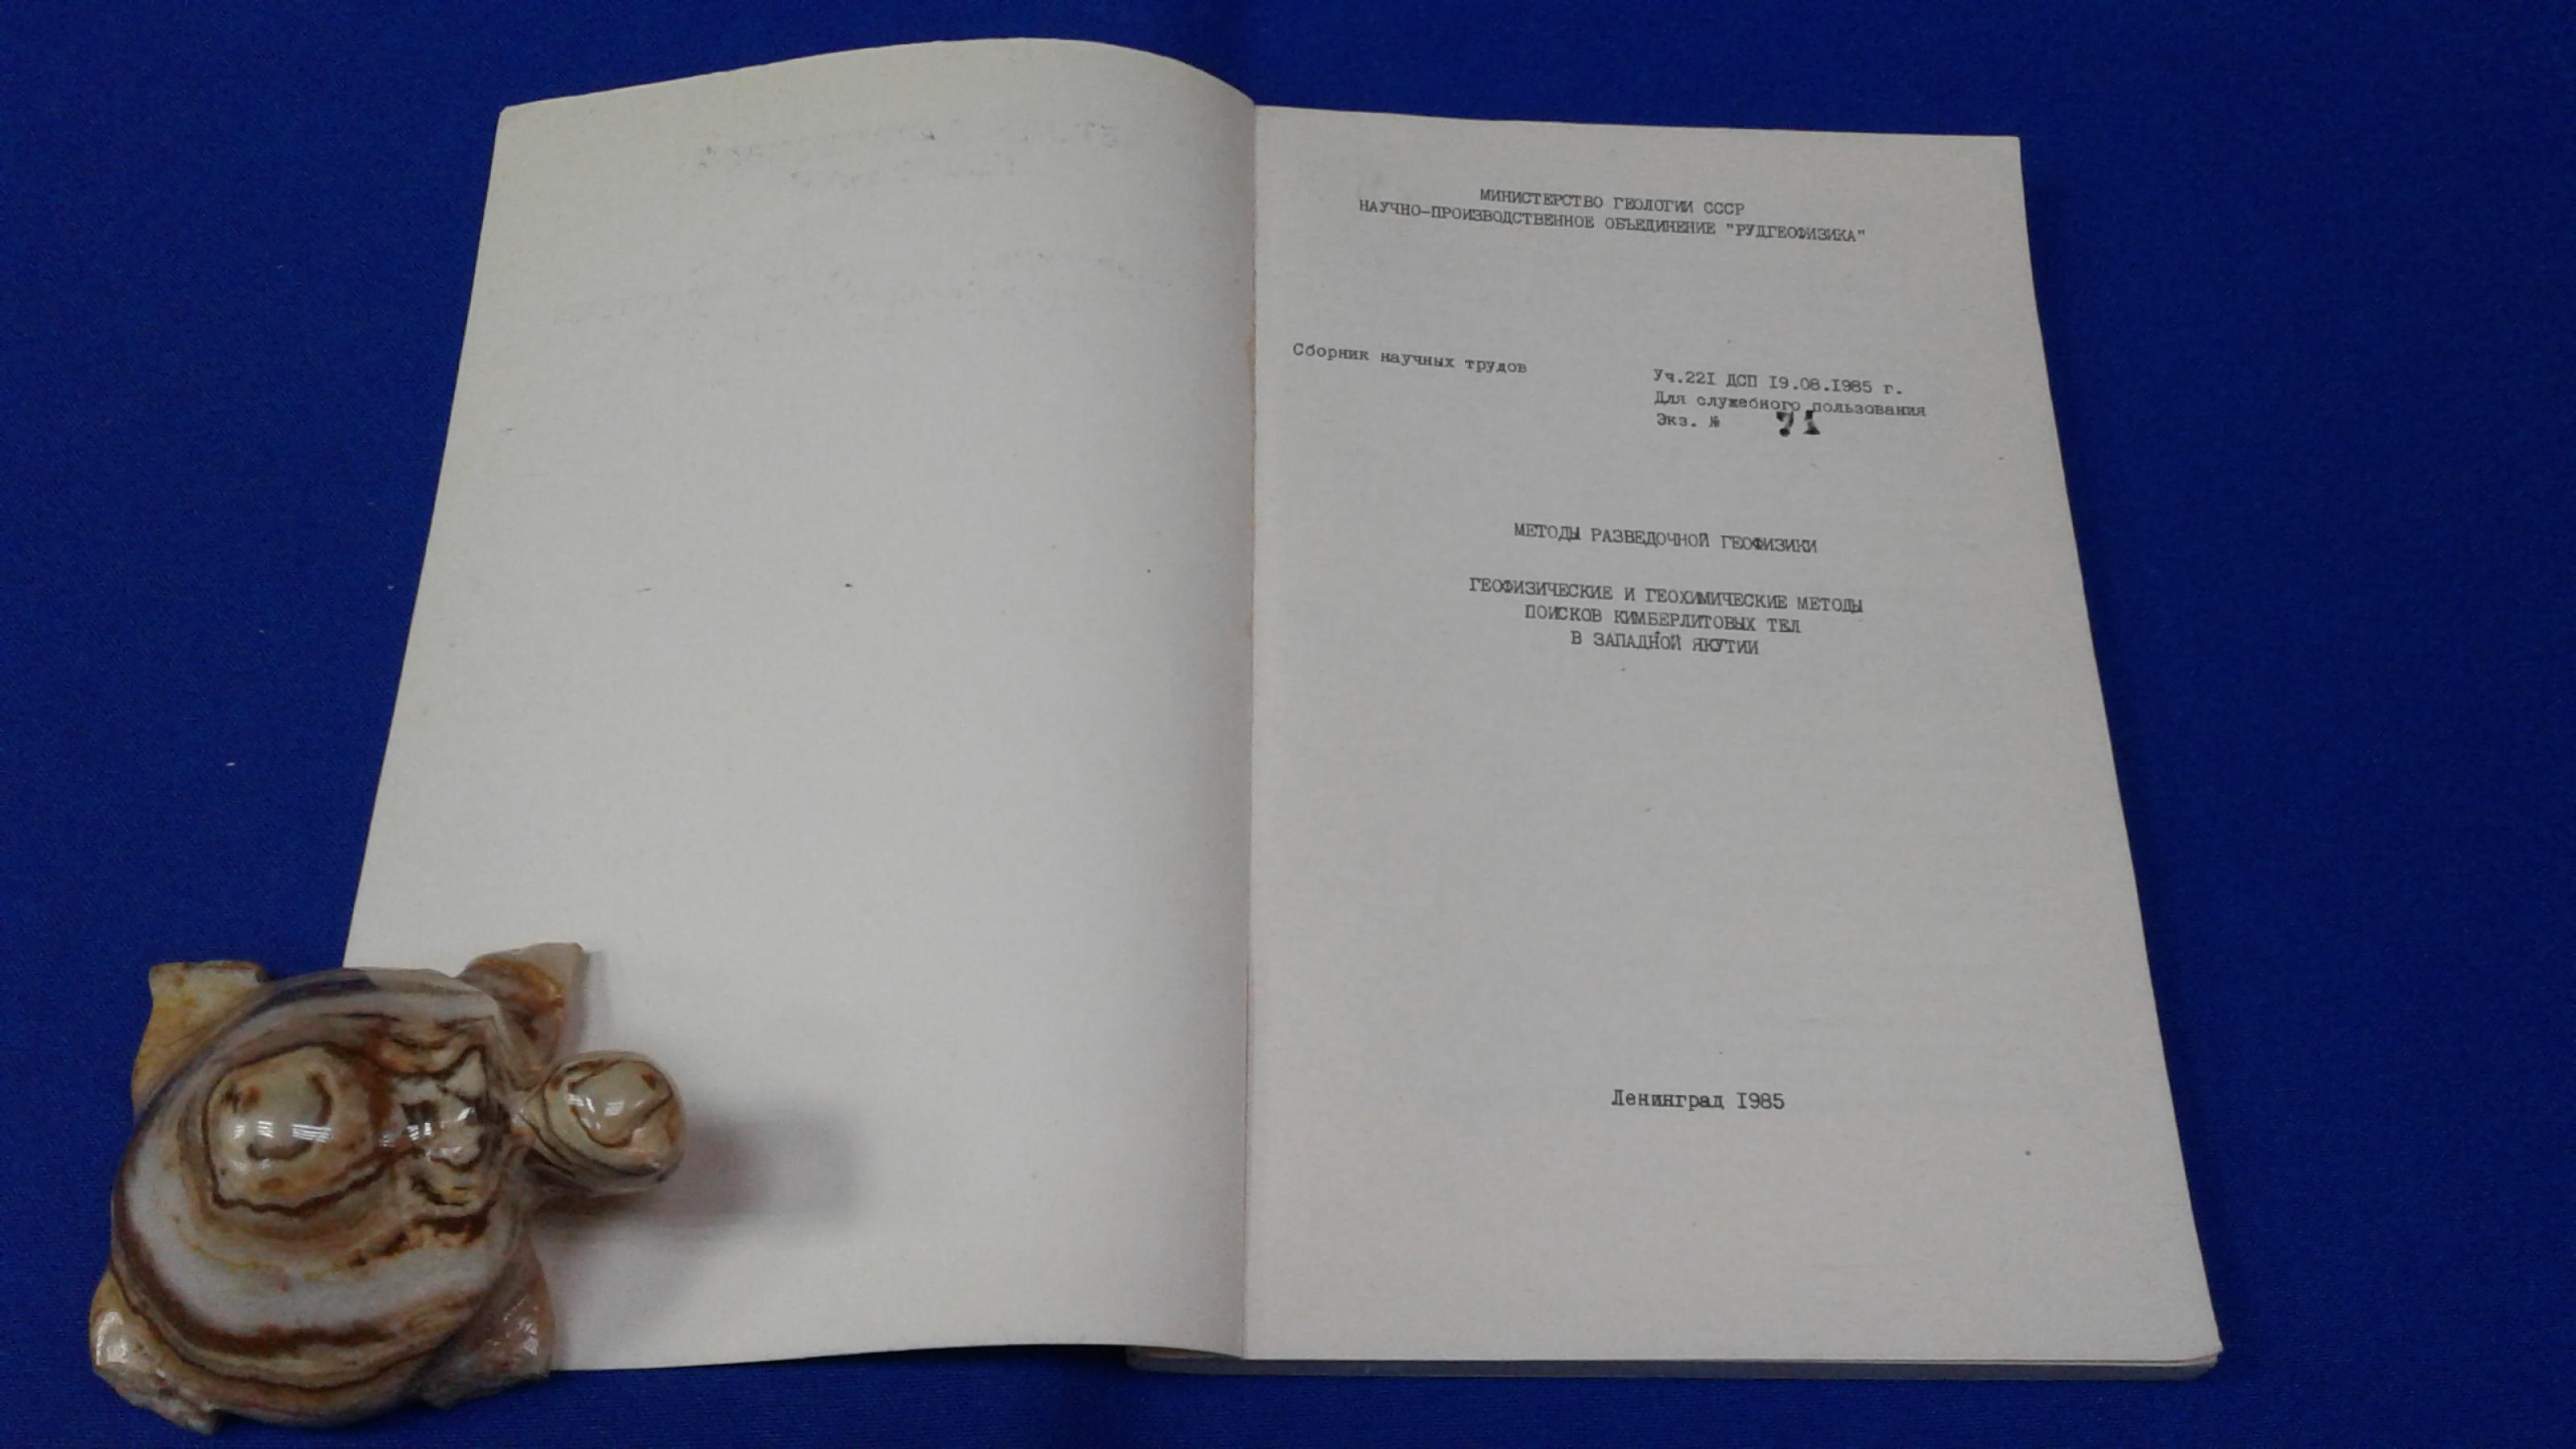 МИНИСТЕРСТВО ГЕОЛОГИИ СССР
НАУЧНО-ПРОИЗВОДСТВЕННОЕ ОБЪЕДИНЕНИЕ "РУДГЕОФИЗИКА"
Сборник научных трудов
Уч.22I ДСП I9.08.I985 г.
Для служебного пользования
Экз. № 71
МЕТОДЫ РАЗВЕДОЧНОЙ ГЕОФИЗИКИ
ГЕОФИЗИЧЕСКИЕ И ГЕОХИМИЧЕСКИЕ МЕТОДЫ
ПОИСКОВ КИМБЕРЛИТОВЫХ ТЕЛ
В ЗАПАДНОЙ ЯКУТИИ
Ленинград I985